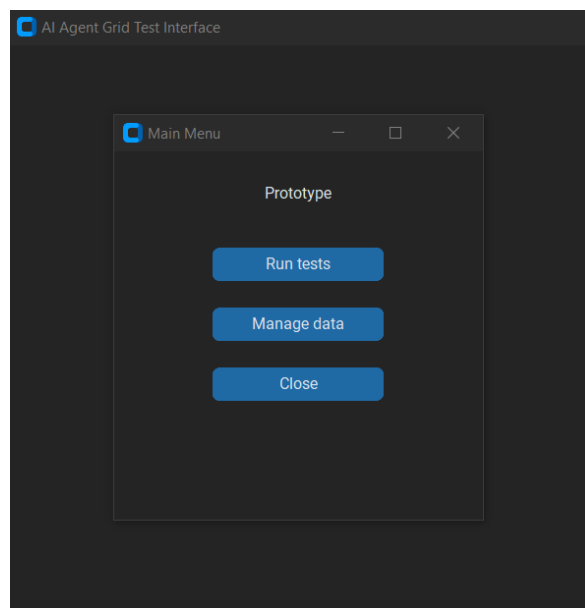 AI Agent Grid Test Interface
Main Menu
Prototype
Run tests
Manage data
Close